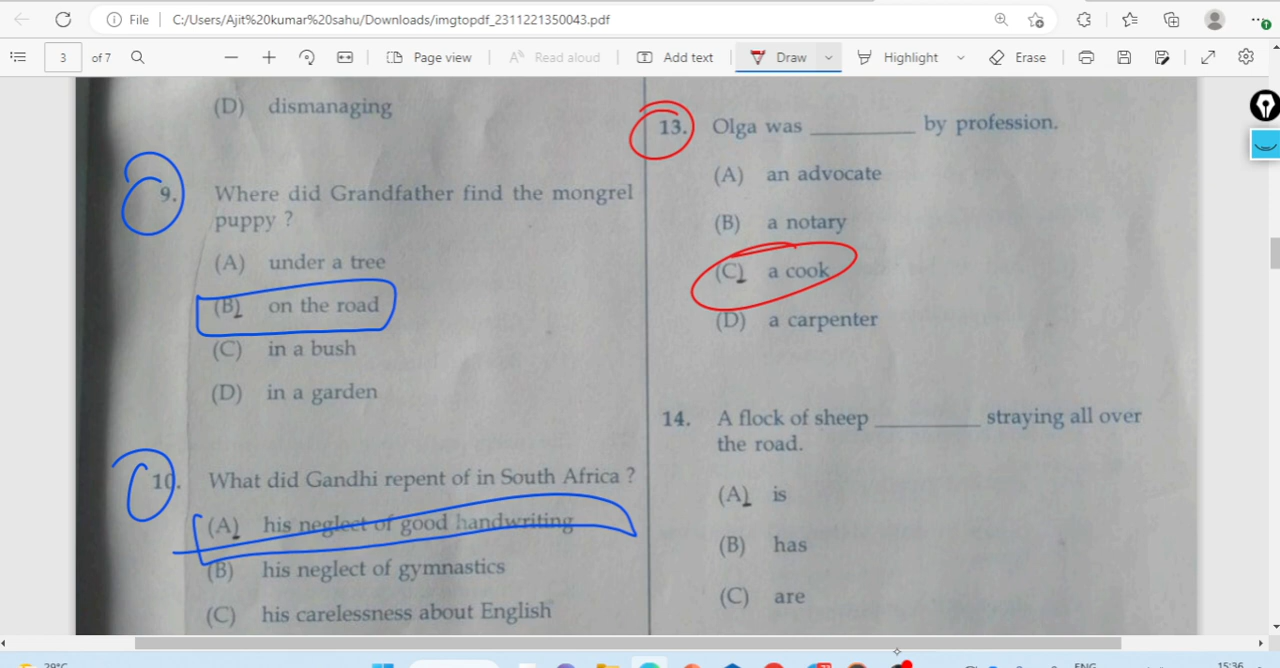 File
C:/Users/Ajit%20kumar%20sahu/Downloads/imgtopdf_2311221350043.pdf
3 of 7
Page view
Read aloud
Add text
Draw
Highlight
Erase
(D) dismanaging
9. Where did Grandfather find the mongrel
puppy ?
(A) under a tree
(B) on the road
(C) in a bush
(D) in a garden
10. What did Gandhi repent of in South Africa ?
(A) his neglect of good handwriting
(B) his neglect of gymnastics
(C) his carelessness about English
13. Olga was ________ by profession.
(A) an advocate
(B) a notary
(C) a cook
(D) a carpenter
14. A flock of sheep ________ straying all over
the road.
(A) is
(B) has
(C) are
29°C
ENG
15:36